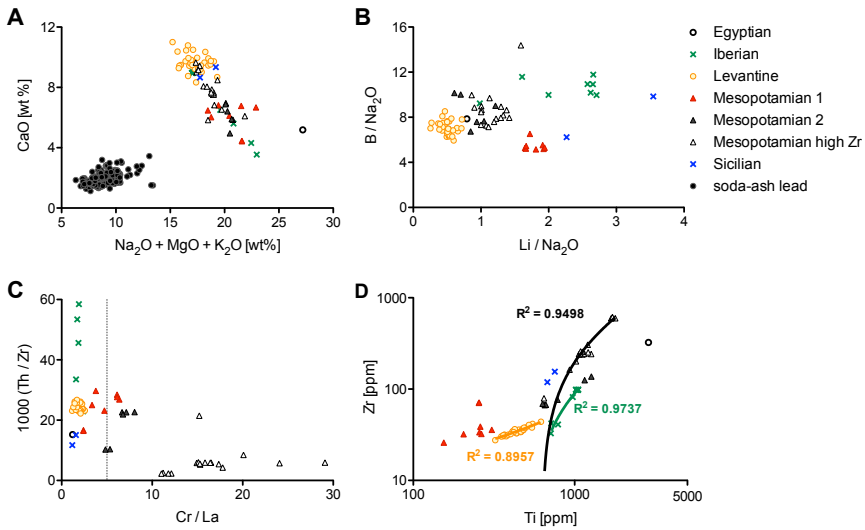 A
CaO [wt %]
12
8
4
0
5
10
15
20
25
30
Na₂O + MgO + K₂O [wt%]
B
B / Na₂O
16
12
8
4
0
0
1
2
3
4
Li / Na₂O
Egyptian
Iberian
Levantine
Mesopotamian 1
Mesopotamian 2
Mesopotamian high Zr
Sicilian
soda-ash lead
C
1000 (Th / Zr)
60
40
20
0
0
10
20
30
Cr / La
D
Zr [ppm]
1000
100
10
R² = 0.9498
R² = 0.9737
R² = 0.8957
100
1000
5000
Ti [ppm]